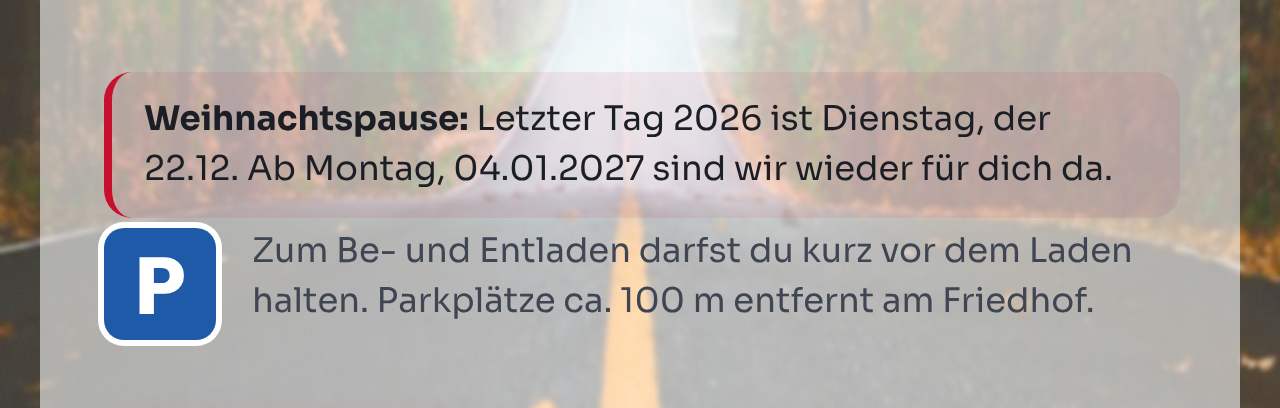 Weihnachtspause: Letzter Tag 2026 ist Dienstag, der
22.12. Ab Montag, 04.01.2027 sind wir wieder für dich da.
P
Zum Be- und Entladen darfst du kurz vor dem Laden
halten. Parkplätze ca. 100 m entfernt am Friedhof.